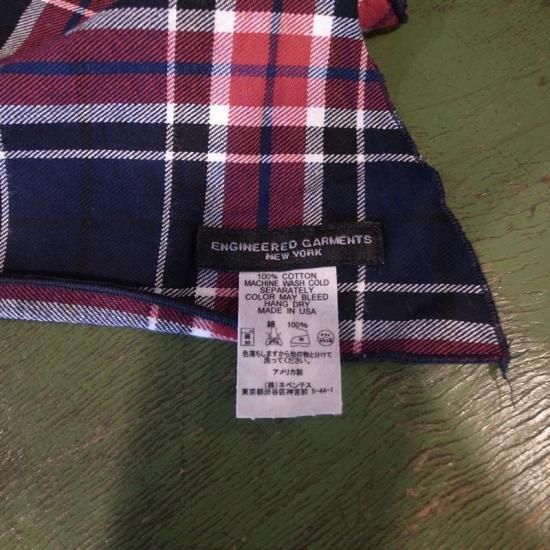 ENGINEERED GARMENTS
NEW YORK
100% COTTON
MACHINE WASH COLD
SEPARATELY
COLOR MAY BLEED
HANG DRY
MADE IN USA
綿 100%
色落ちしますから他の物と分けて
洗ってください。
アメリカ製
(株)ネペンテス
東京都渋谷区神宮前 5-44-1